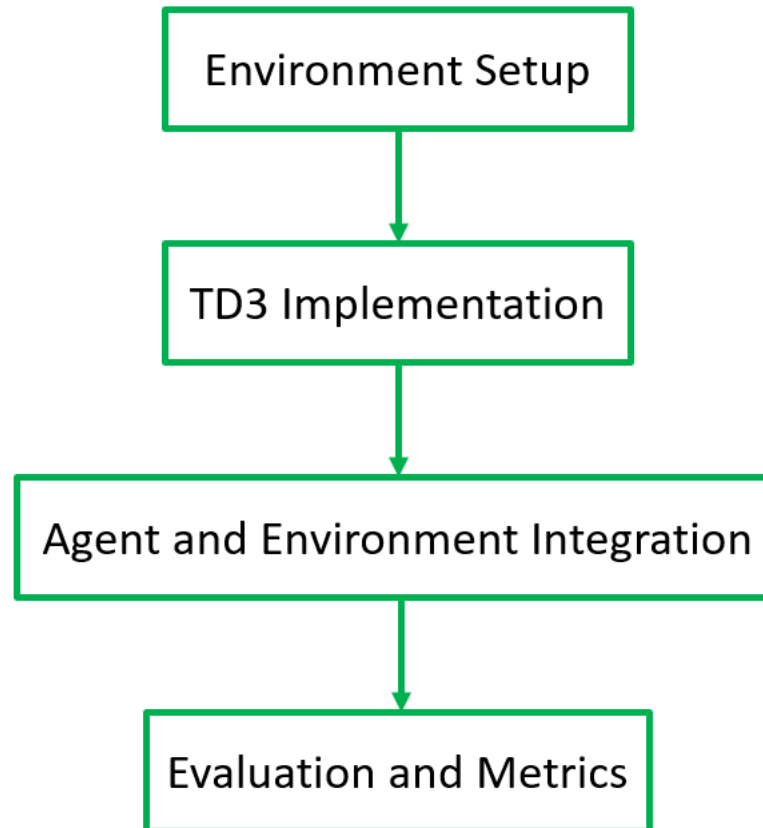 Environment Setup
TD3 Implementation
Agent and Environment Integration
Evaluation and Metrics